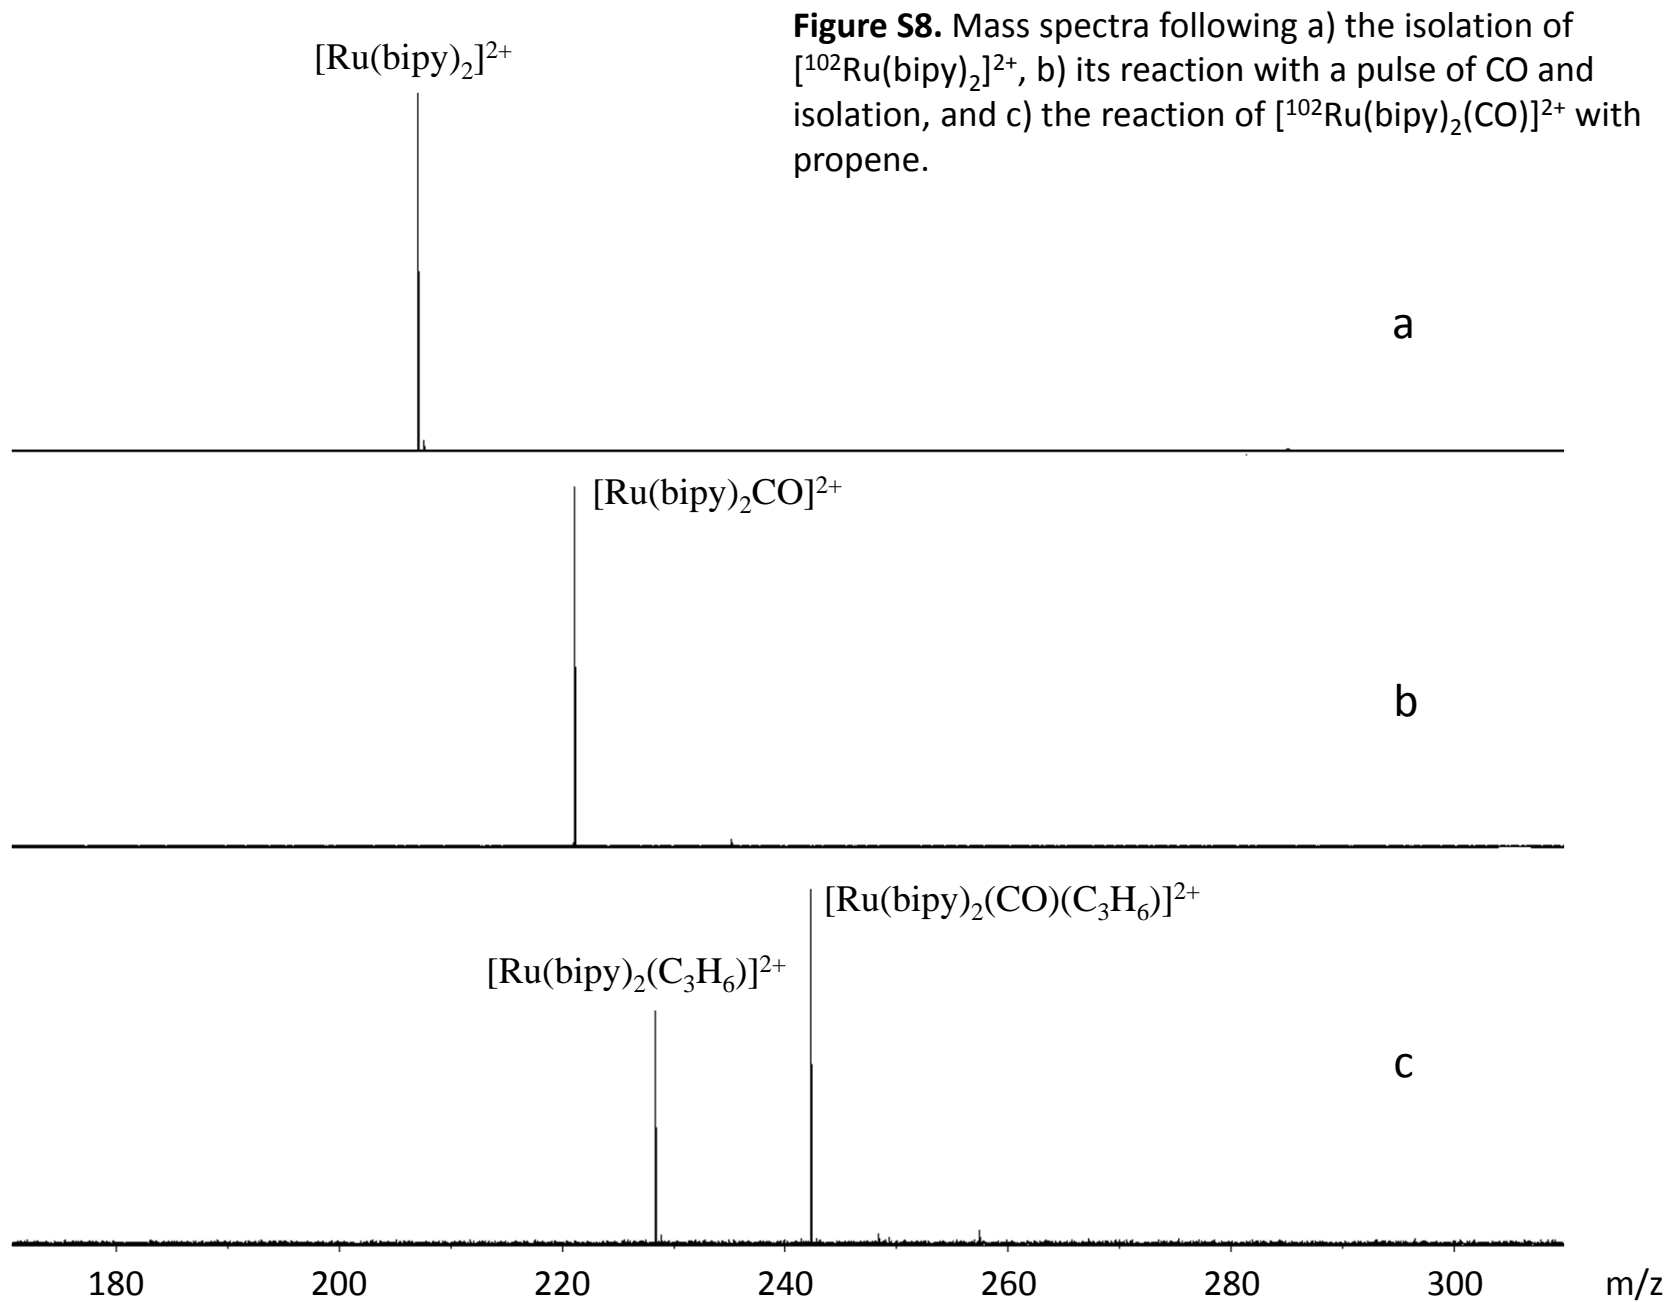 Figure S8. Mass spectra following a) the isolation of
[¹⁰²Ru(bipy)₂]²⁺, b) its reaction with a pulse of CO and
isolation, and c) the reaction of [¹⁰²Ru(bipy)₂(CO)]²⁺ with
propene.
[Ru(bipy)₂]²⁺
a
[Ru(bipy)₂CO]²⁺
b
[Ru(bipy)₂(CO)(C₃H₆)]²⁺
[Ru(bipy)₂(C₃H₆)]²⁺
c
180 200 220 240 260 280 300 m/z